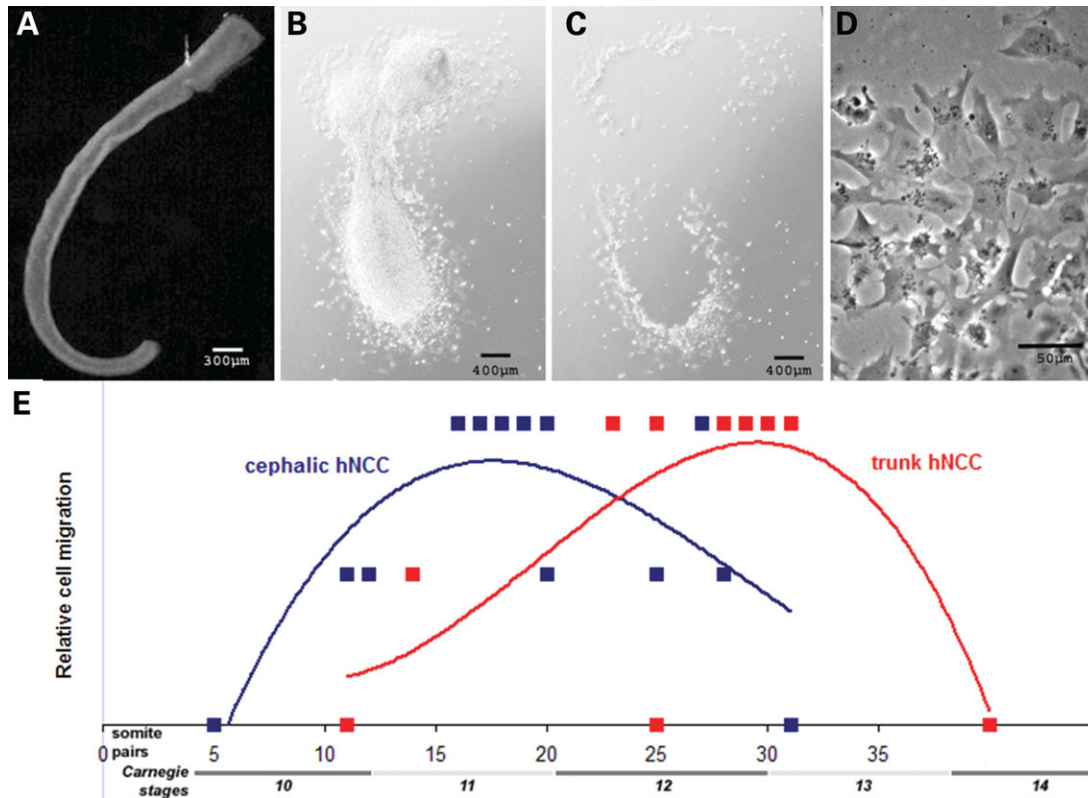 A
B
C
D
300µm
400µm
400µm
50µm
E
cephalic hNCC
trunk hNCC
Relative cell migration
somite
pairs
0 5 10 15 20 25 30 35
Carnegie
stages
10 11 12 13 14